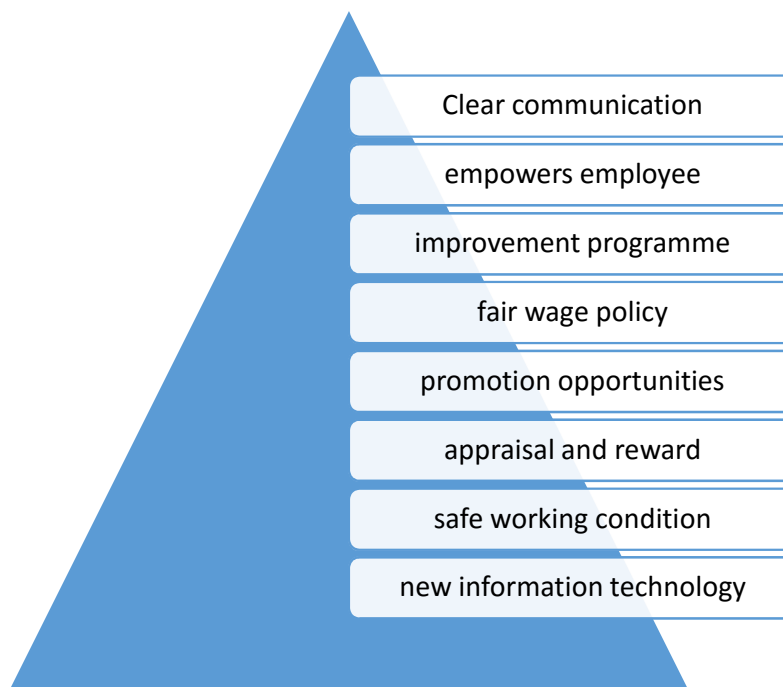 Clear communication
empowers employee
improvement programme
fair wage policy
promotion opportunities
appraisal and reward
safe working condition
new information technology